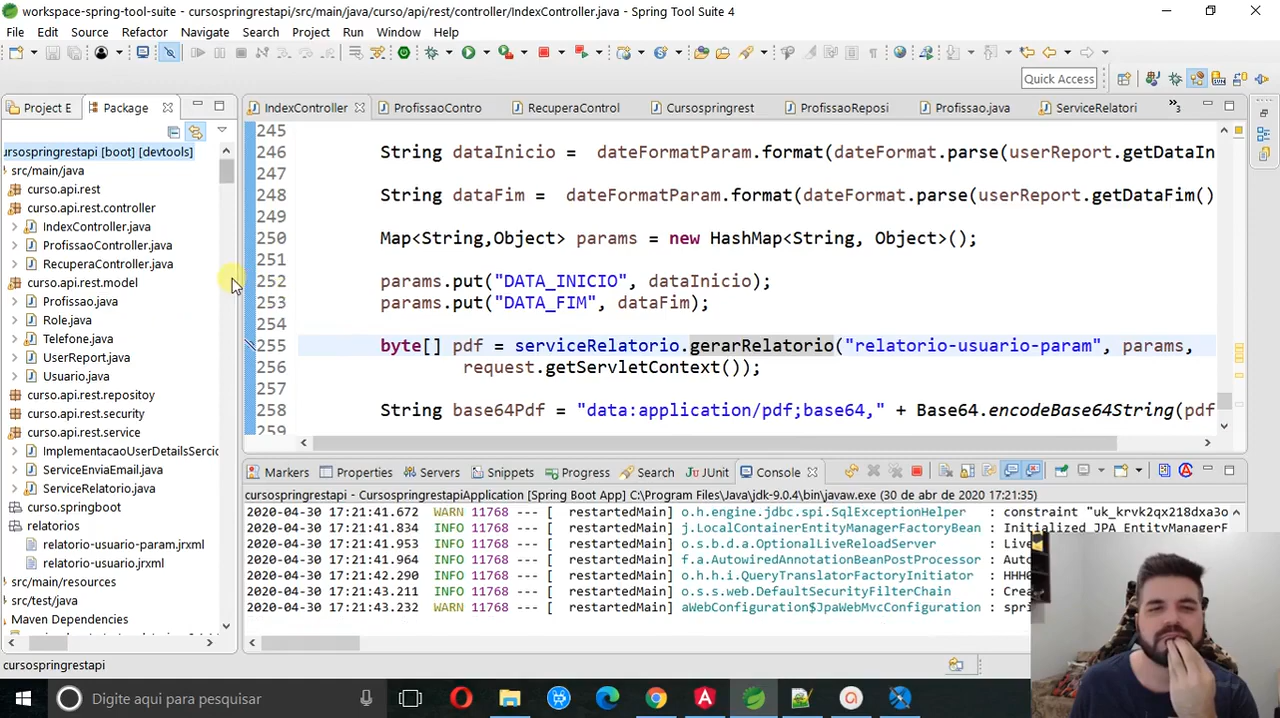 workspace-spring-tool-suite - cursospringrestapi/src/main/java/curso/api/rest/controller/IndexController.java - Spring Tool Suite 4
File Edit Source Refactor Navigate Search Project Run Window Help
Quick Access
Project E Package
IndexController ProfissaoContro RecuperaControl Cursospringrest ProfissaoReposi Profissao.java ServiceRelatori »3
ursospringrestapi [boot] [devtools]
src/main/java
curso.api.rest
curso.api.rest.controller
IndexController.java
ProfissaoController.java
RecuperaController.java
curso.api.rest.model
Profissao.java
Role.java
Telefone.java
UserReport.java
Usuario.java
curso.api.rest.repositoy
curso.api.rest.security
curso.api.rest.service
ImplementacaoUserDetailsSercic
ServiceEnviaEmail.java
ServiceRelatorio.java
curso.springboot
relatorios
relatorio-usuario-param.jrxml
relatorio-usuario.jrxml
src/main/resources
src/test/java
Maven Dependencies
245
246 String dataInicio = dateFormatParam.format(dateFormat.parse(userReport.getDataIn
247
248 String dataFim = dateFormatParam.format(dateFormat.parse(userReport.getDataFim()
249
250 Map<String,Object> params = new HashMap<String, Object>();
251
252 params.put("DATA_INICIO", dataInicio);
253 params.put("DATA_FIM", dataFim);
254
255 byte[] pdf = serviceRelatorio.gerarRelatorio("relatorio-usuario-param", params,
256 request.getServletContext());
257
258 String base64Pdf = "data:application/pdf;base64," + Base64.encodeBase64String(pdf
259
Markers Properties Servers Snippets Progress Search JUnit Console
cursospringrestapi - CursospringrestapiApplication [Spring Boot App] C:\Program Files\Java\jdk-9.0.4\bin\javaw.exe (30 de abr de 2020 17:21:35)
2020-04-30 17:21:41.672 WARN 11768 --- [ restartedMain] o.h.engine.jdbc.spi.SqlExceptionHelper : constraint "uk_krvk2qx218dxa3o
2020-04-30 17:21:41.834 INFO 11768 --- [ restartedMain] j.LocalContainerEntityManagerFactoryBean : Initialized JPA EntityManagerF
2020-04-30 17:21:41.953 INFO 11768 --- [ restartedMain] o.s.b.d.a.OptionalLiveReloadServer : Live
2020-04-30 17:21:41.964 INFO 11768 --- [ restartedMain] f.a.AutowiredAnnotationBeanPostProcessor : Auto
2020-04-30 17:21:42.290 INFO 11768 --- [ restartedMain] o.h.h.i.QueryTranslatorFactoryInitiator : HHH0
2020-04-30 17:21:43.211 INFO 11768 --- [ restartedMain] o.s.s.web.DefaultSecurityFilterChain : Crea
2020-04-30 17:21:43.232 WARN 11768 --- [ restartedMain] aWebConfiguration$JpaWebMvcConfiguration : spri
cursospringrestapi
Digite aqui para pesquisar